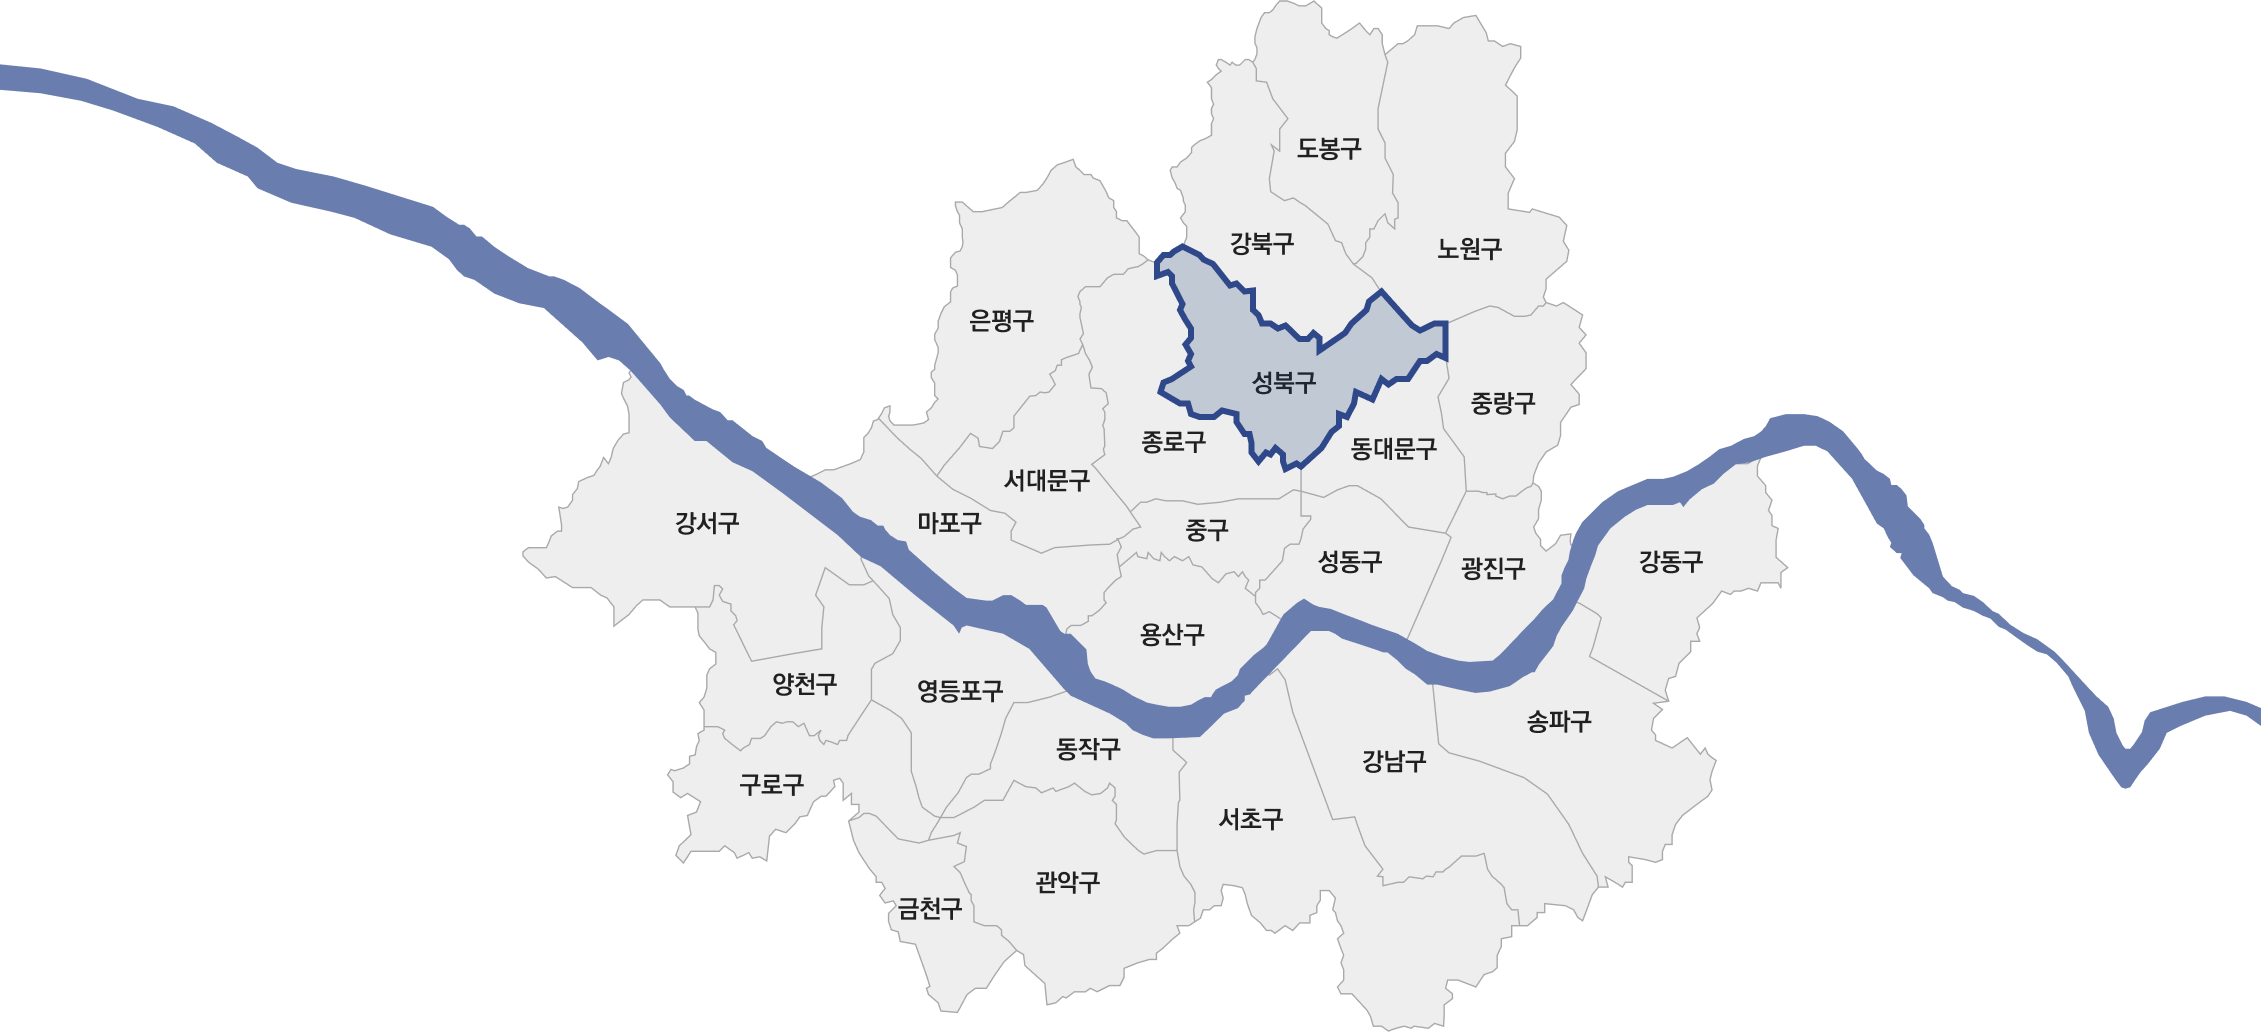 도봉구
강북구
노원구
은평구
성북구
중랑구
종로구
동대문구
서대문구
강서구
마포구
중구
성동구
광진구
강동구
용산구
양천구
영등포구
송파구
동작구
강남구
구로구
서초구
관악구
금천구